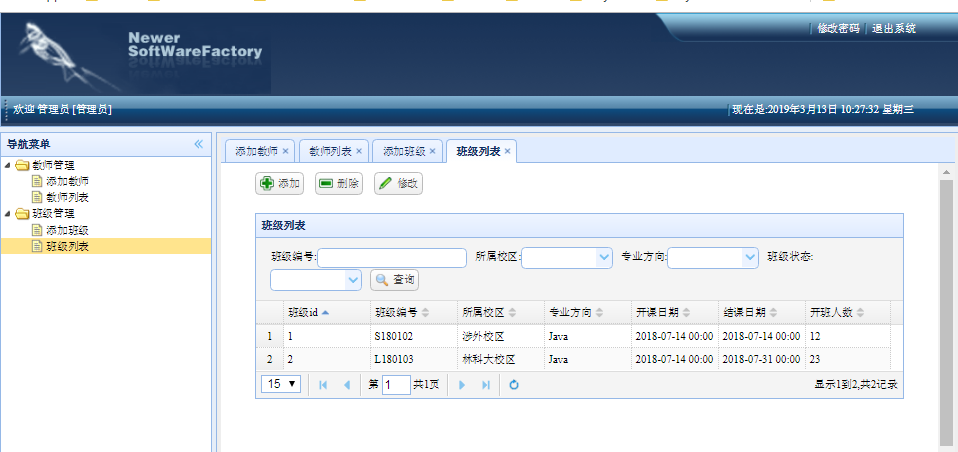 修改密码 | 退出系统
Newer
SoftWareFactory
欢迎 管理员 [管理员]
现在是:2019年3月13日 10:27:32 星期三
导航菜单
教师管理
添加教师
教师列表
班级管理
添加班级
班级列表
添加教师 × 教师列表 × 添加班级 × 班级列表 ×
添加 删除 修改
班级列表
班级编号: 所属校区: 专业方向: 班级状态:
查询
班级id 班级编号 所属校区 专业方向 开课日期 结课日期 开班人数
1 1 S180102 涉外校区 Java 2018-07-14 00:00 2018-07-14 00:00 12
2 2 L180103 林科大校区 Java 2018-07-14 00:00 2018-07-31 00:00 23
15 第 1 共1页 显示1到2,共2记录